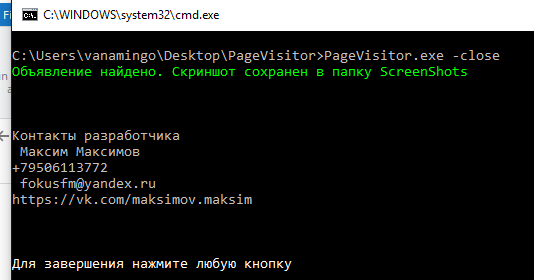 Fi
C:\WINDOWS\system32\cmd.exe
C:\Users\vanamingo\Desktop\PageVisitor>PageVisitor.exe -close
Объявление найдено. Скриншот сохранен в папку ScreenShots
Контакты разработчика
Максим Максимов
+79506113772
fokusfm@yandex.ru
https://vk.com/maksimov.maksim
Для завершения нажмите любую кнопку